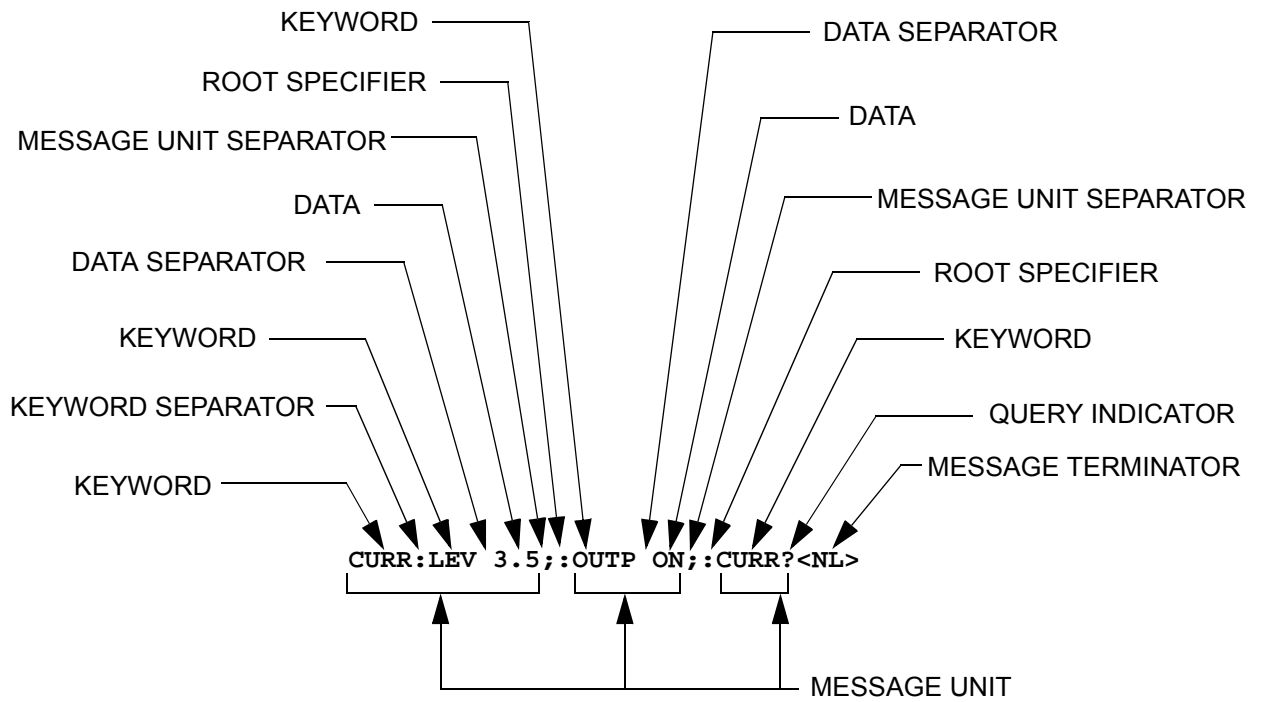 KEYWORD
ROOT SPECIFIER
MESSAGE UNIT SEPARATOR
DATA
DATA SEPARATOR
KEYWORD
KEYWORD SEPARATOR
KEYWORD
DATA SEPARATOR
DATA
MESSAGE UNIT SEPARATOR
ROOT SPECIFIER
KEYWORD
QUERY INDICATOR
MESSAGE TERMINATOR
CURR:LEV 3.5;:OUTP ON;:CURR?<NL>
MESSAGE UNIT